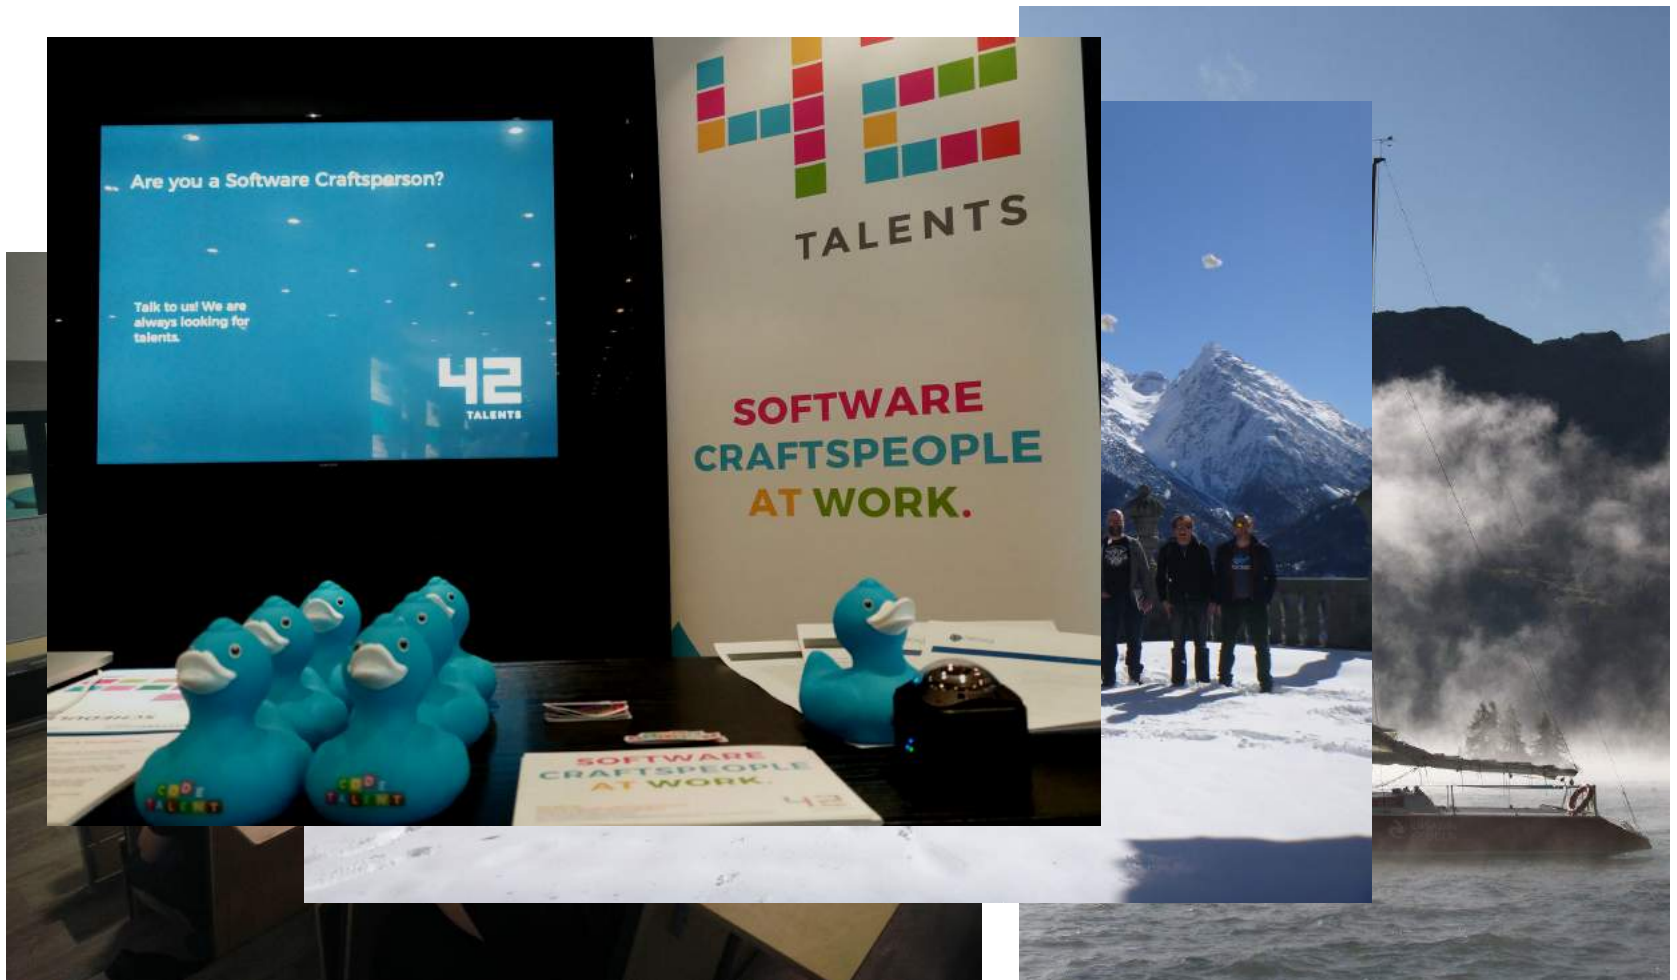 Are you a Software Craftsperson?
Talk to us! We are
always looking for
talents.
42
TALENTS
42
TALENTS
SOFTWARE
CRAFTSPEOPLE
AT WORK.
CODE
TALENT
CODE
TALENT
SOFTWARE
CRAFTSPEOPLE
AT WORK.
42